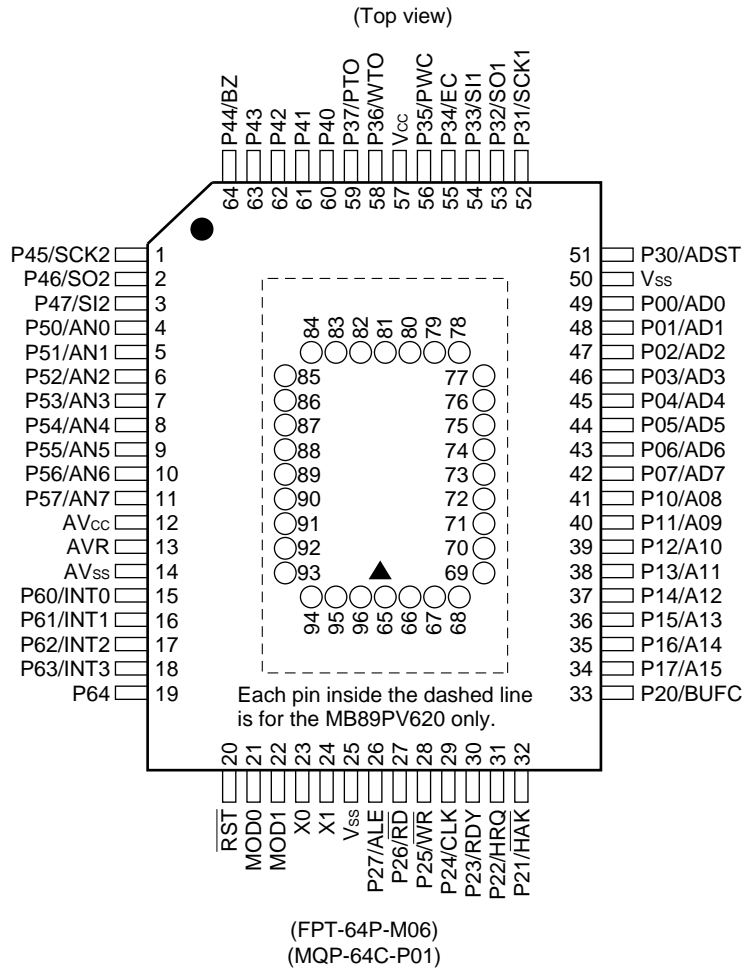 (Top view)
P44/BZ
P43
P42
P41
P40
P37/PTO
P36/WTO
Vcc
P35/PWC
P34/EC
P33/SI1
P32/SO1
P31/SCK1
64
63
62
61
60
59
58
57
56
55
54
53
52
P45/SCK2 1
P46/SO2 2
P47/SI2 3
P50/AN0 4
P51/AN1 5
P52/AN2 6
P53/AN3 7
P54/AN4 8
P55/AN5 9
P56/AN6 10
P57/AN7 11
AVcc 12
AVR 13
AVss 14
P60/INT0 15
P61/INT1 16
P62/INT2 17
P63/INT3 18
P64 19
84
83
82
81
80
79
78
85
86
87
88
89
90
91
92
93
77
76
75
74
73
72
71
70
69
94
95
96
65
66
67
68
Each pin inside the dashed line
is for the MB89PV620 only.
51 P30/ADST
50 Vss
49 P00/AD0
48 P01/AD1
47 P02/AD2
46 P03/AD3
45 P04/AD4
44 P05/AD5
43 P06/AD6
42 P07/AD7
41 P10/A08
40 P11/A09
39 P12/A10
38 P13/A11
37 P14/A12
36 P15/A13
35 P16/A14
34 P17/A15
33 P20/BUFC
20
21
22
23
24
25
26
27
28
29
30
31
32
RST
MOD0
MOD1
X0
X1
Vss
P27/ALE
P26/RD
P25/WR
P24/CLK
P23/RDY
P22/HRQ
P21/HAK
(FPT-64P-M06)
(MQP-64C-P01)